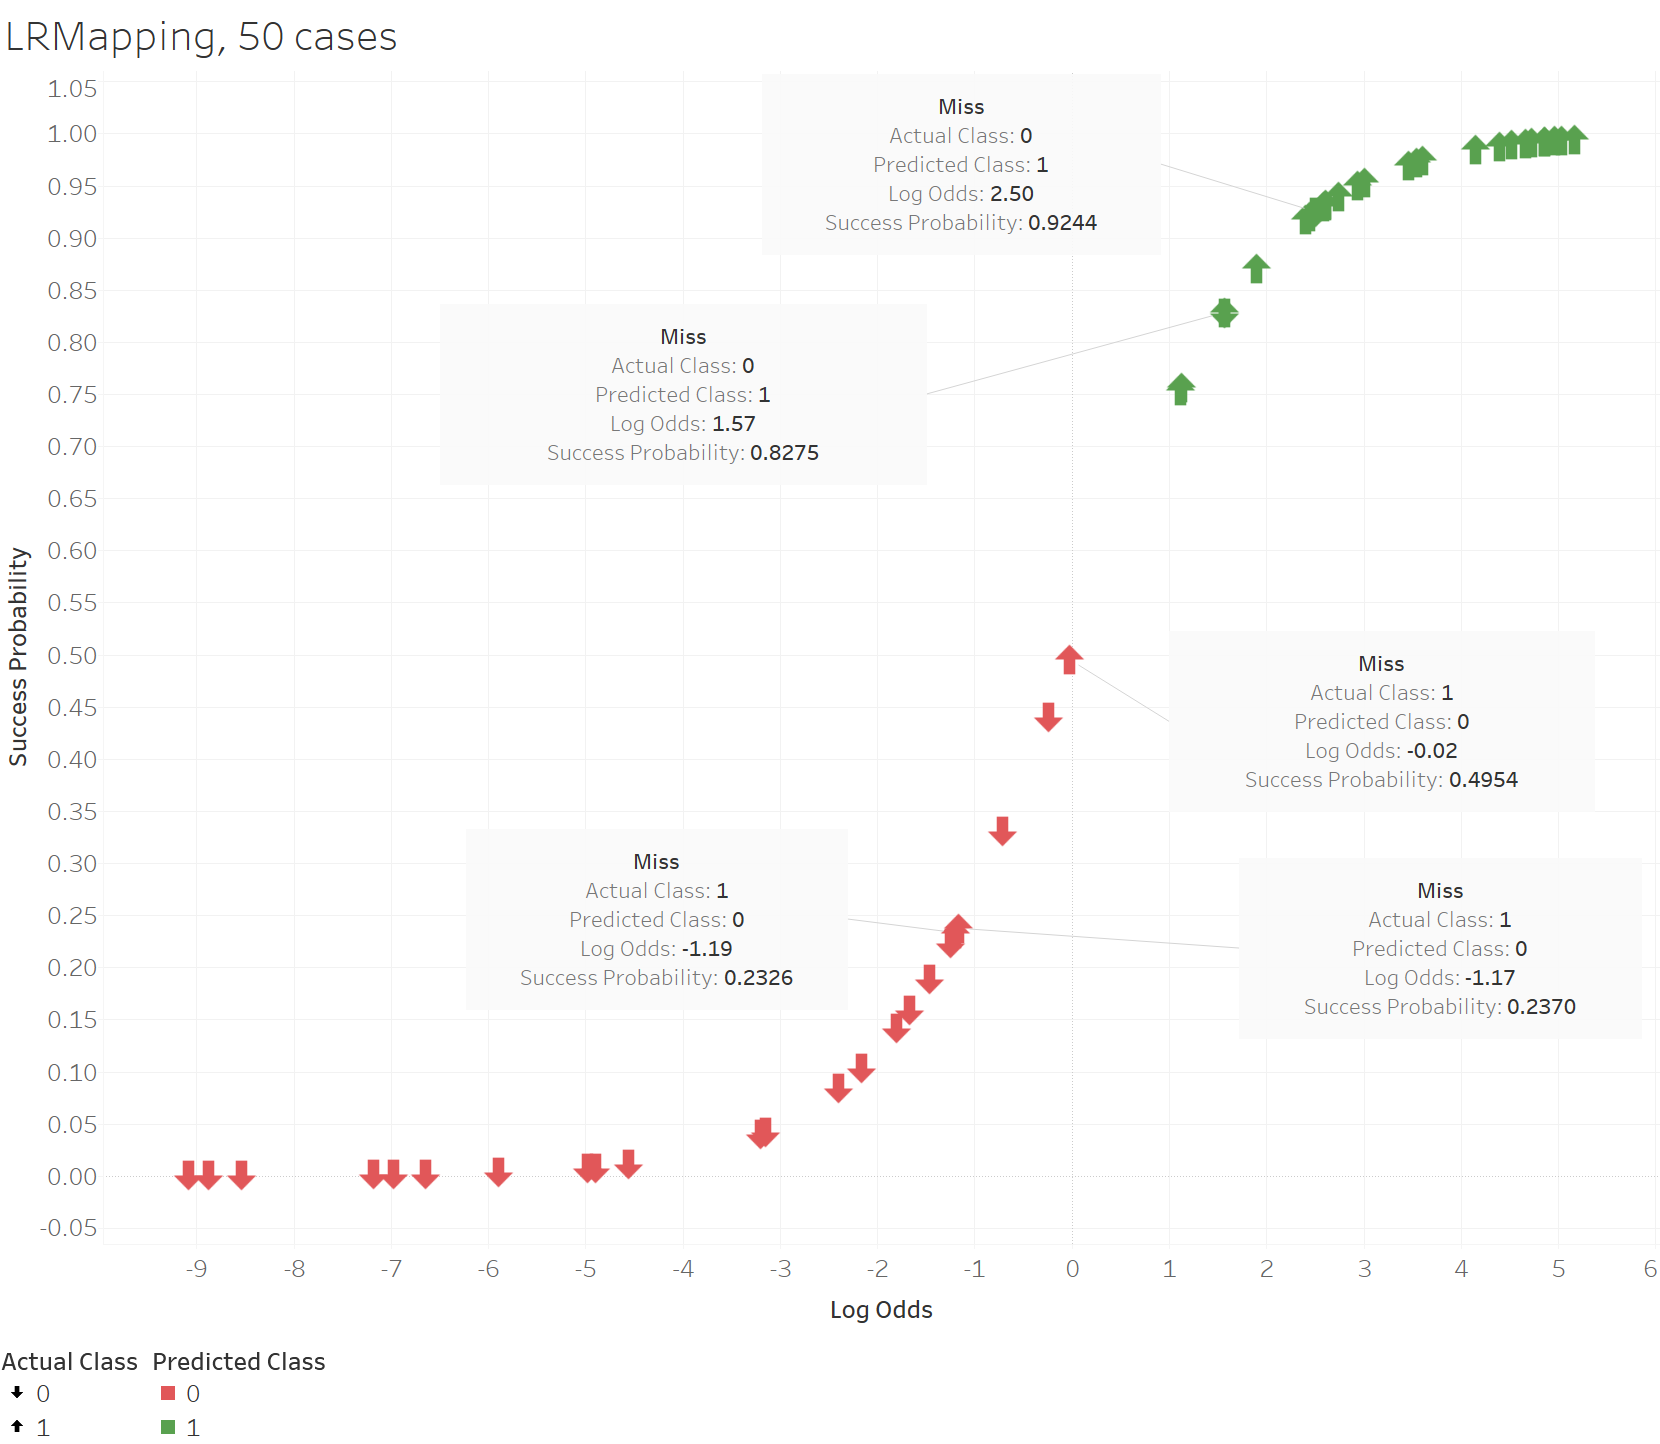 LRMapping, 50 cases
1.05
1.00
0.95
0.90
0.85
0.80
0.75
0.70
0.65
0.60
0.55
0.50
0.45
0.40
0.35
0.30
0.25
0.20
0.15
0.10
0.05
0.00
-0.05
Success Probability
Miss
Actual Class: 0
Predicted Class: 1
Log Odds: 2.50
Success Probability: 0.9244
Miss
Actual Class: 0
Predicted Class: 1
Log Odds: 1.57
Success Probability: 0.8275
Miss
Actual Class: 1
Predicted Class: 0
Log Odds: -0.02
Success Probability: 0.4954
Miss
Actual Class: 1
Predicted Class: 0
Log Odds: -1.19
Success Probability: 0.2326
Miss
Actual Class: 1
Predicted Class: 0
Log Odds: -1.17
Success Probability: 0.2370
-9 -8 -7 -6 -5 -4 -3 -2 -1 0 1 2 3 4 5 6
Log Odds
Actual Class Predicted Class
0 0
1 1